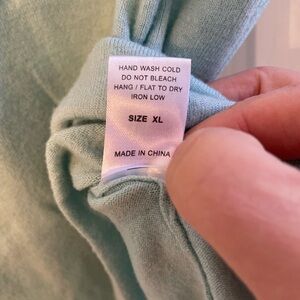 HAND WASH COLD
DO NOT BLEACH
HANG / FLAT TO DRY
IRON LOW
SIZE XL
MADE IN CHINA